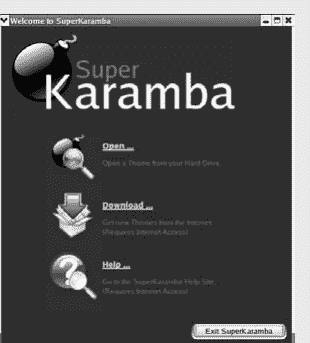 Welcome to SuperKaramba
Super
Karamba
Open ...
Open a Theme from your Hard Drive.
Download ...
Get new Themes from the Internet.
(Requires Internet Access)
Help ...
Go to the SuperKaramba Help Site.
(Requires Internet Access)
Exit SuperKaramba